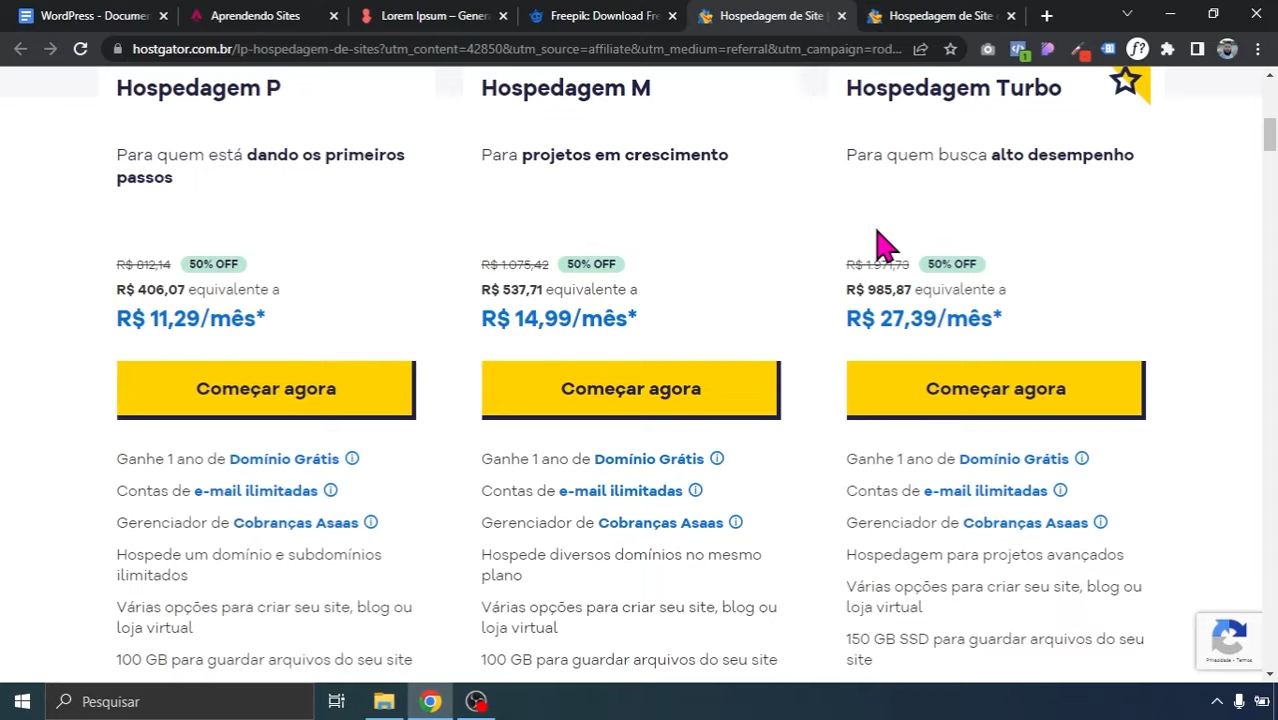 WordPress - Documen
Aprendendo Sites
Lorem Ipsum – Genera
Freepik: Download Fre
Hospedagem de Site |
Hospedagem de Site
hostgator.com.br/lp-hospedagem-de-sites?utm_content=42850&utm_source=affiliate&utm_medium=referral&utm_campaign=rod...
1
f?
Hospedagem P
Para quem está dando os primeiros
passos
R$ 812,14 50% OFF
R$ 406,07 equivalente a
R$ 11,29/mês*
Começar agora
Ganhe 1 ano de Domínio Grátis
Contas de e-mail ilimitadas
Gerenciador de Cobranças Asaas
Hospede um domínio e subdomínios
ilimitados
Várias opções para criar seu site, blog ou
loja virtual
100 GB para guardar arquivos do seu site
Hospedagem M
Para projetos em crescimento
R$ 1.075,42 50% OFF
R$ 537,71 equivalente a
R$ 14,99/mês*
Começar agora
Ganhe 1 ano de Domínio Grátis
Contas de e-mail ilimitadas
Gerenciador de Cobranças Asaas
Hospede diversos domínios no mesmo
plano
Várias opções para criar seu site, blog ou
loja virtual
100 GB para guardar arquivos do seu site
Hospedagem Turbo
Para quem busca alto desempenho
R$ 1.971,73 50% OFF
R$ 985,87 equivalente a
R$ 27,39/mês*
Começar agora
Ganhe 1 ano de Domínio Grátis
Contas de e-mail ilimitadas
Gerenciador de Cobranças Asaas
Hospedagem para projetos avançados
Várias opções para criar seu site, blog ou
loja virtual
150 GB SSD para guardar arquivos do seu
site
Privacidade - Termos
Pesquisar